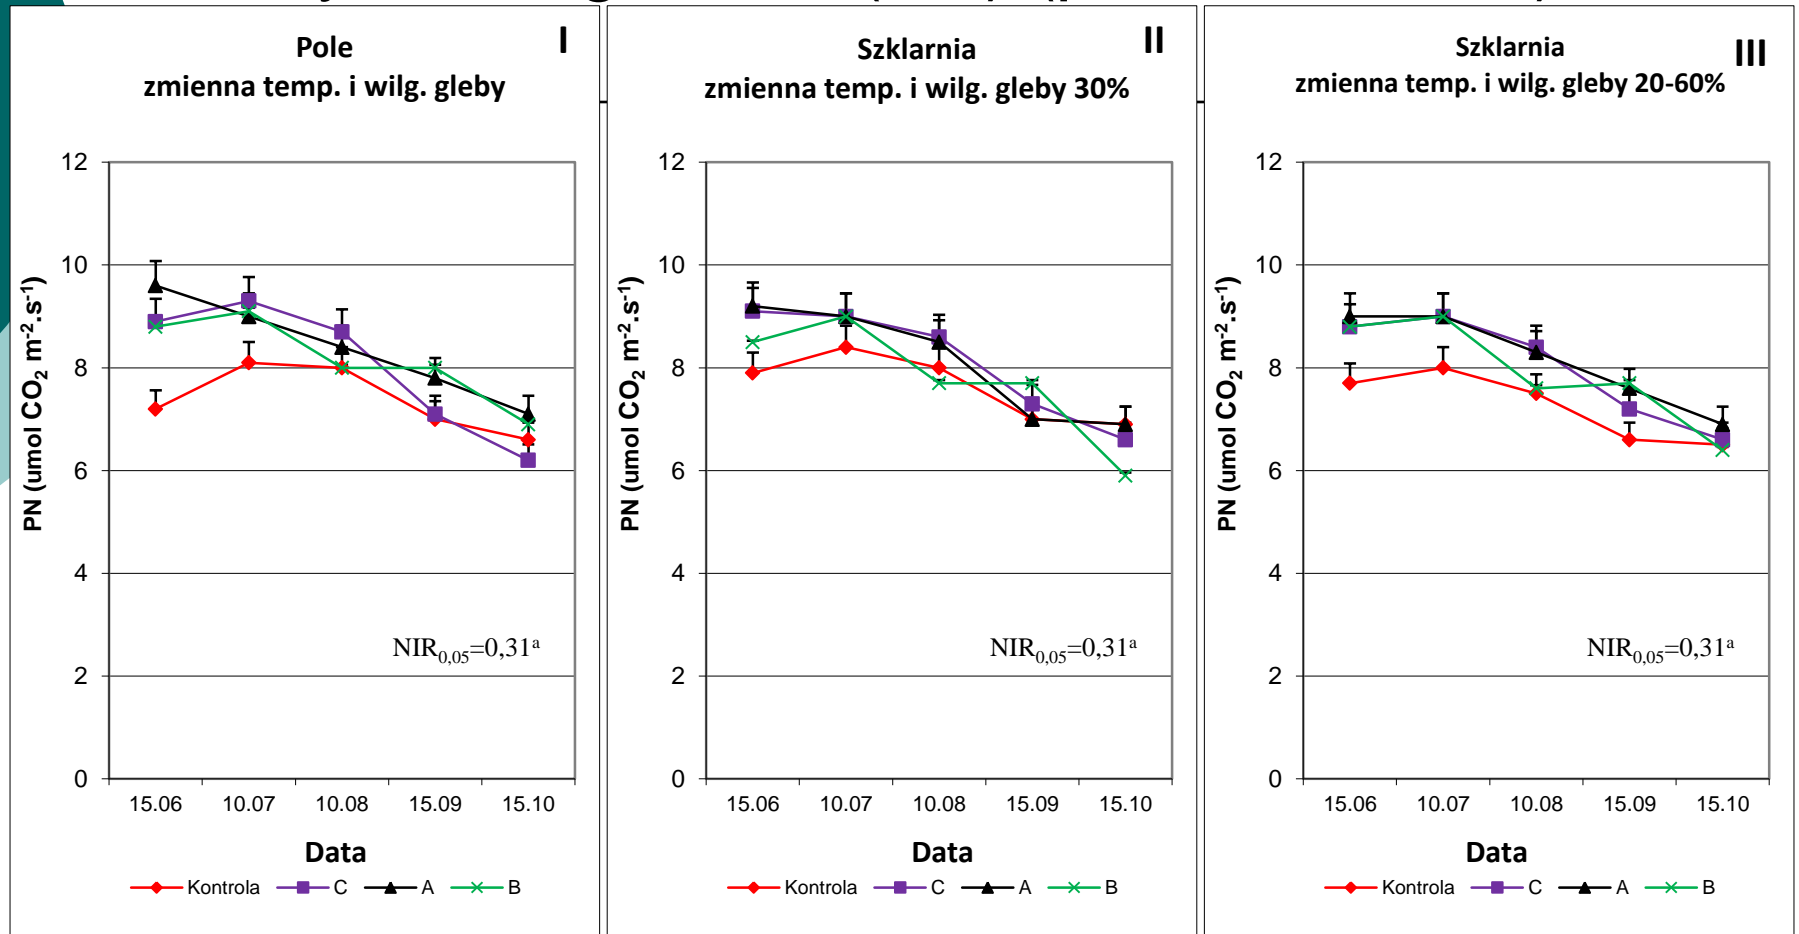 Pole
zmienna temp. i wilg. gleby
I
12
10
8
6
4
2
0
PN (umol CO₂ m⁻².s⁻¹)
NIR₀,₀₅=0,31ᵃ
15.06 10.07 10.08 15.09 15.10
Data
Kontrola C A B
Szklarnia
zmienna temp. i wilg. gleby 30%
II
12
10
8
6
4
2
0
PN (umol CO₂ m⁻².s⁻¹)
NIR₀,₀₅=0,31ᵃ
15.06 10.07 10.08 15.09 15.10
Data
Kontrola C A B
Szklarnia
zmienna temp. i wilg. gleby 20-60%
III
12
10
8
6
4
2
0
PN (umol CO₂ m⁻².s⁻¹)
NIR₀,₀₅=0,31ᵃ
15.06 10.07 10.08 15.09 15.10
Data
Kontrola C A B